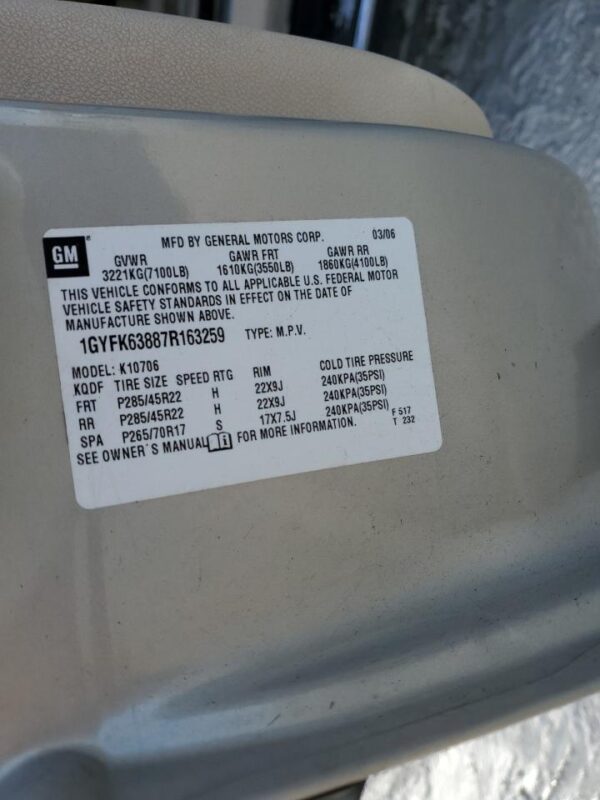 GM
MFD BY GENERAL MOTORS CORP. 03/06
GVWR GAWR FRT GAWR RR
3221KG(7100LB) 1610KG(3550LB) 1860KG(4100LB)
THIS VEHICLE CONFORMS TO ALL APPLICABLE U.S. FEDERAL MOTOR
VEHICLE SAFETY STANDARDS IN EFFECT ON THE DATE OF
MANUFACTURE SHOWN ABOVE.
1GYFK63887R163259 TYPE: M.P.V.
MODEL: K10706
KQDF TIRE SIZE SPEED RTG RIM COLD TIRE PRESSURE
FRT P285/45R22 H 22X9J 240KPA(35PSI)
RR P285/45R22 H 22X9J 240KPA(35PSI)
SPA P265/70R17 S 17X7.5J 240KPA(35PSI)
SEE OWNER'S MANUAL FOR MORE INFORMATION.
F 517
T 232